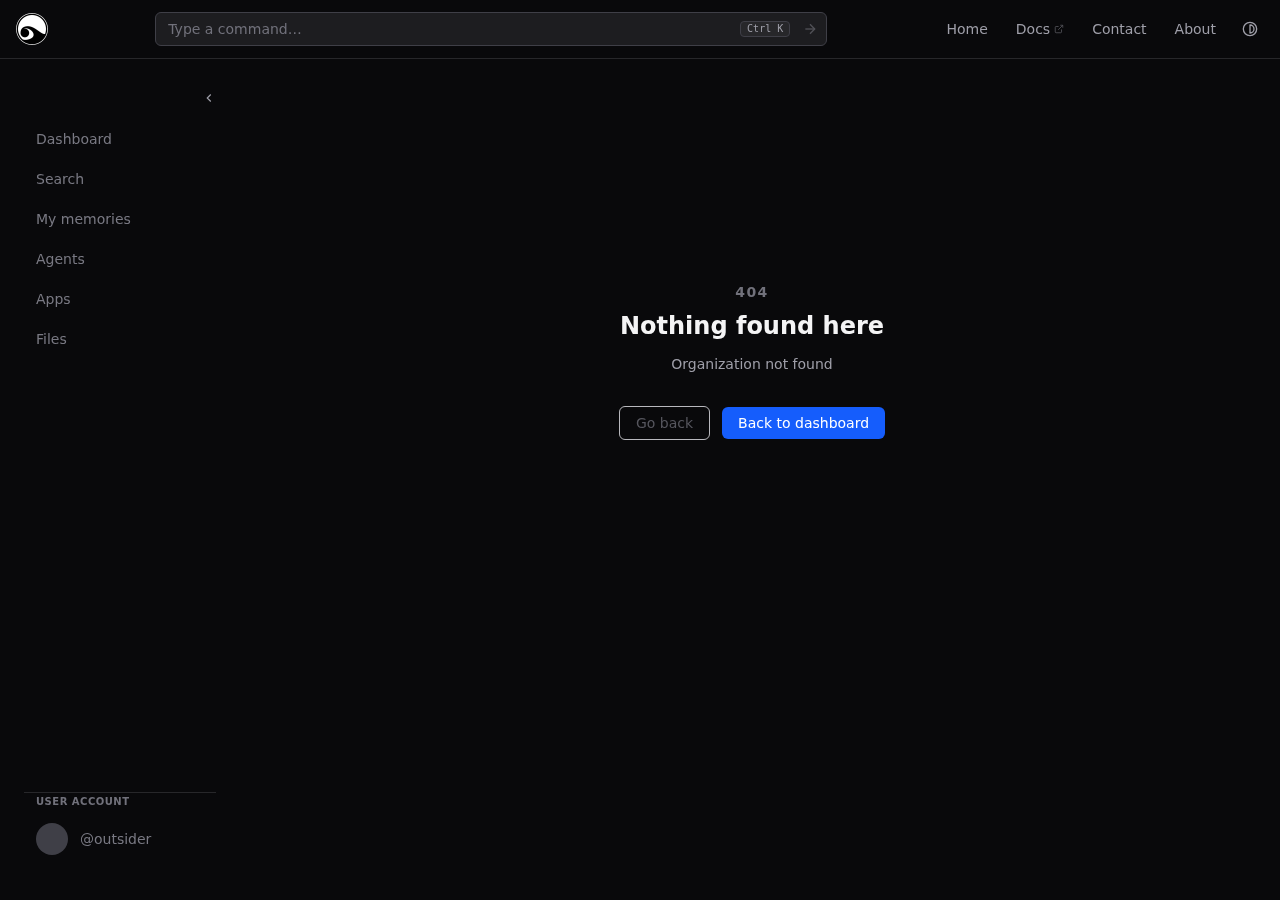 Type a command...
Ctrl K
Home
Docs
Contact
About
Dashboard
Search
My memories
Agents
Apps
Files
404
Nothing found here
Organization not found
Go back
Back to dashboard
USER ACCOUNT
@outsider